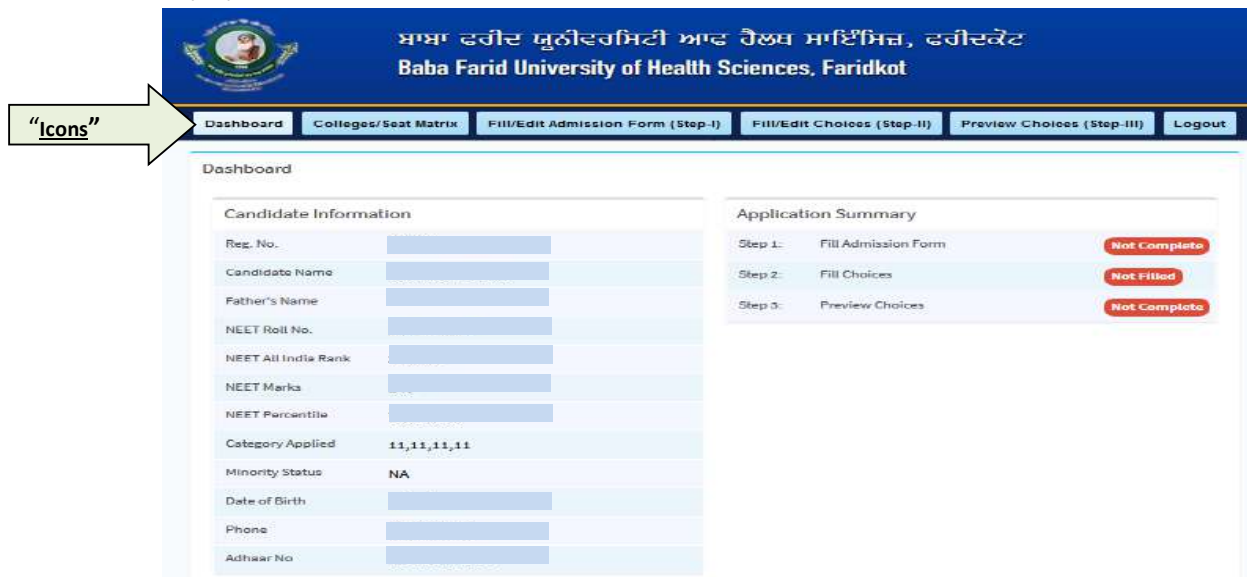 ਬਾਬਾ ਫਰੀਦ ਯੂਨੀਵਰਸਿਟੀ ਆਫ ਹੈਲਥ ਸਾਇੰਸਿਜ਼, ਫਰੀਦਕੋਟ
Baba Farid University of Health Sciences, Faridkot
“Icons”
Dashboard Colleges/Seat Matrix Fill/Edit Admission Form (Step-I) Fill/Edit Choices (Step-II) Preview Choices (Step-III) Logout
Dashboard
Candidate Information
Reg. No.
Candidate Name
Father's Name
NEET Roll No.
NEET All India Rank
NEET Marks
NEET Percentile
Category Applied 11,11,11,11
Minority Status NA
Date of Birth
Phone
Adhaar No
Application Summary
Step 1: Fill Admission Form Not Complete
Step 2: Fill Choices Not Filled
Step 3: Preview Choices Not Complete